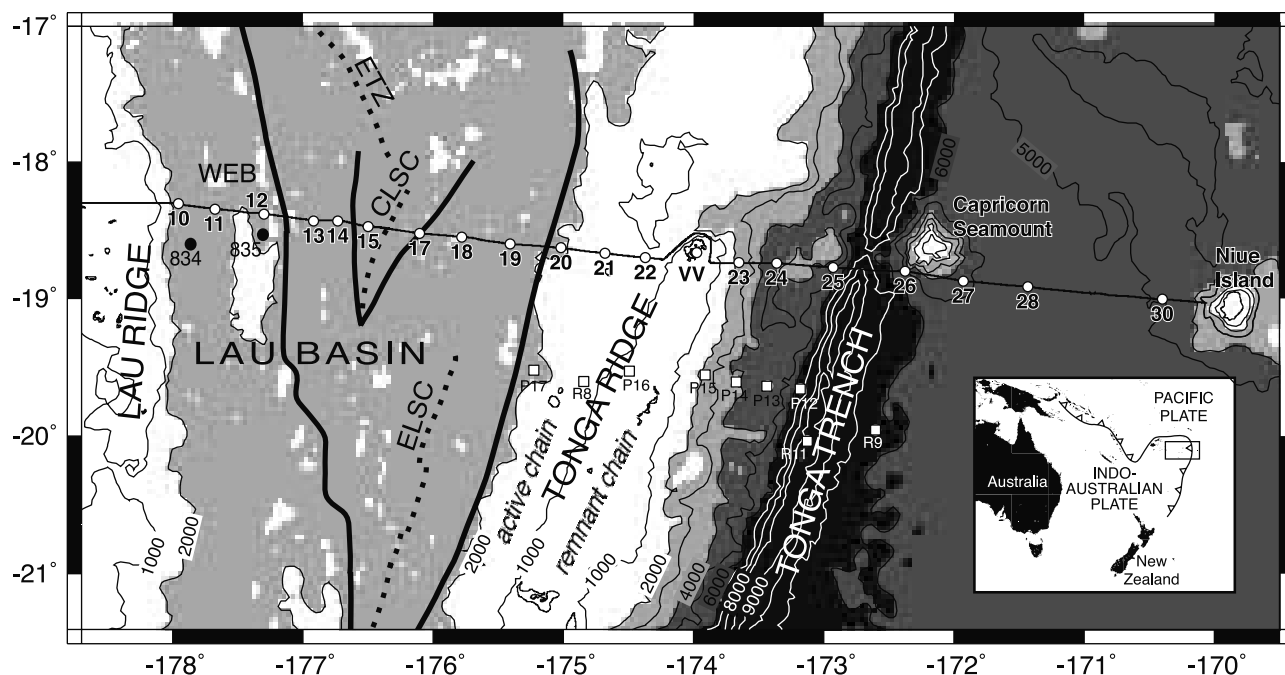 -17°
-18°
-19°
-20°
-21°
-178°
-177°
-176°
-175°
-174°
-173°
-172°
-171°
-170°
ETZ
WEB
CLSC
10
11
12
13
14
15
17
18
19
20
21
22
VV
23
24
25
26
27
28
30
834
835
Capricorn
Seamount
Niue
Island
5000
6000
LAU RIDGE
LAU BASIN
ELSC
TONGA RIDGE
active chain
remnant chain
TONGA TRENCH
P17
R8
P16
P15
P14
P13
P12
P11
R9
1000
2000
2000
1000
1000
2000
4000
6000
8000
9000
PACIFIC
PLATE
INDO-
AUSTRALIAN
PLATE
Australia
New
Zealand